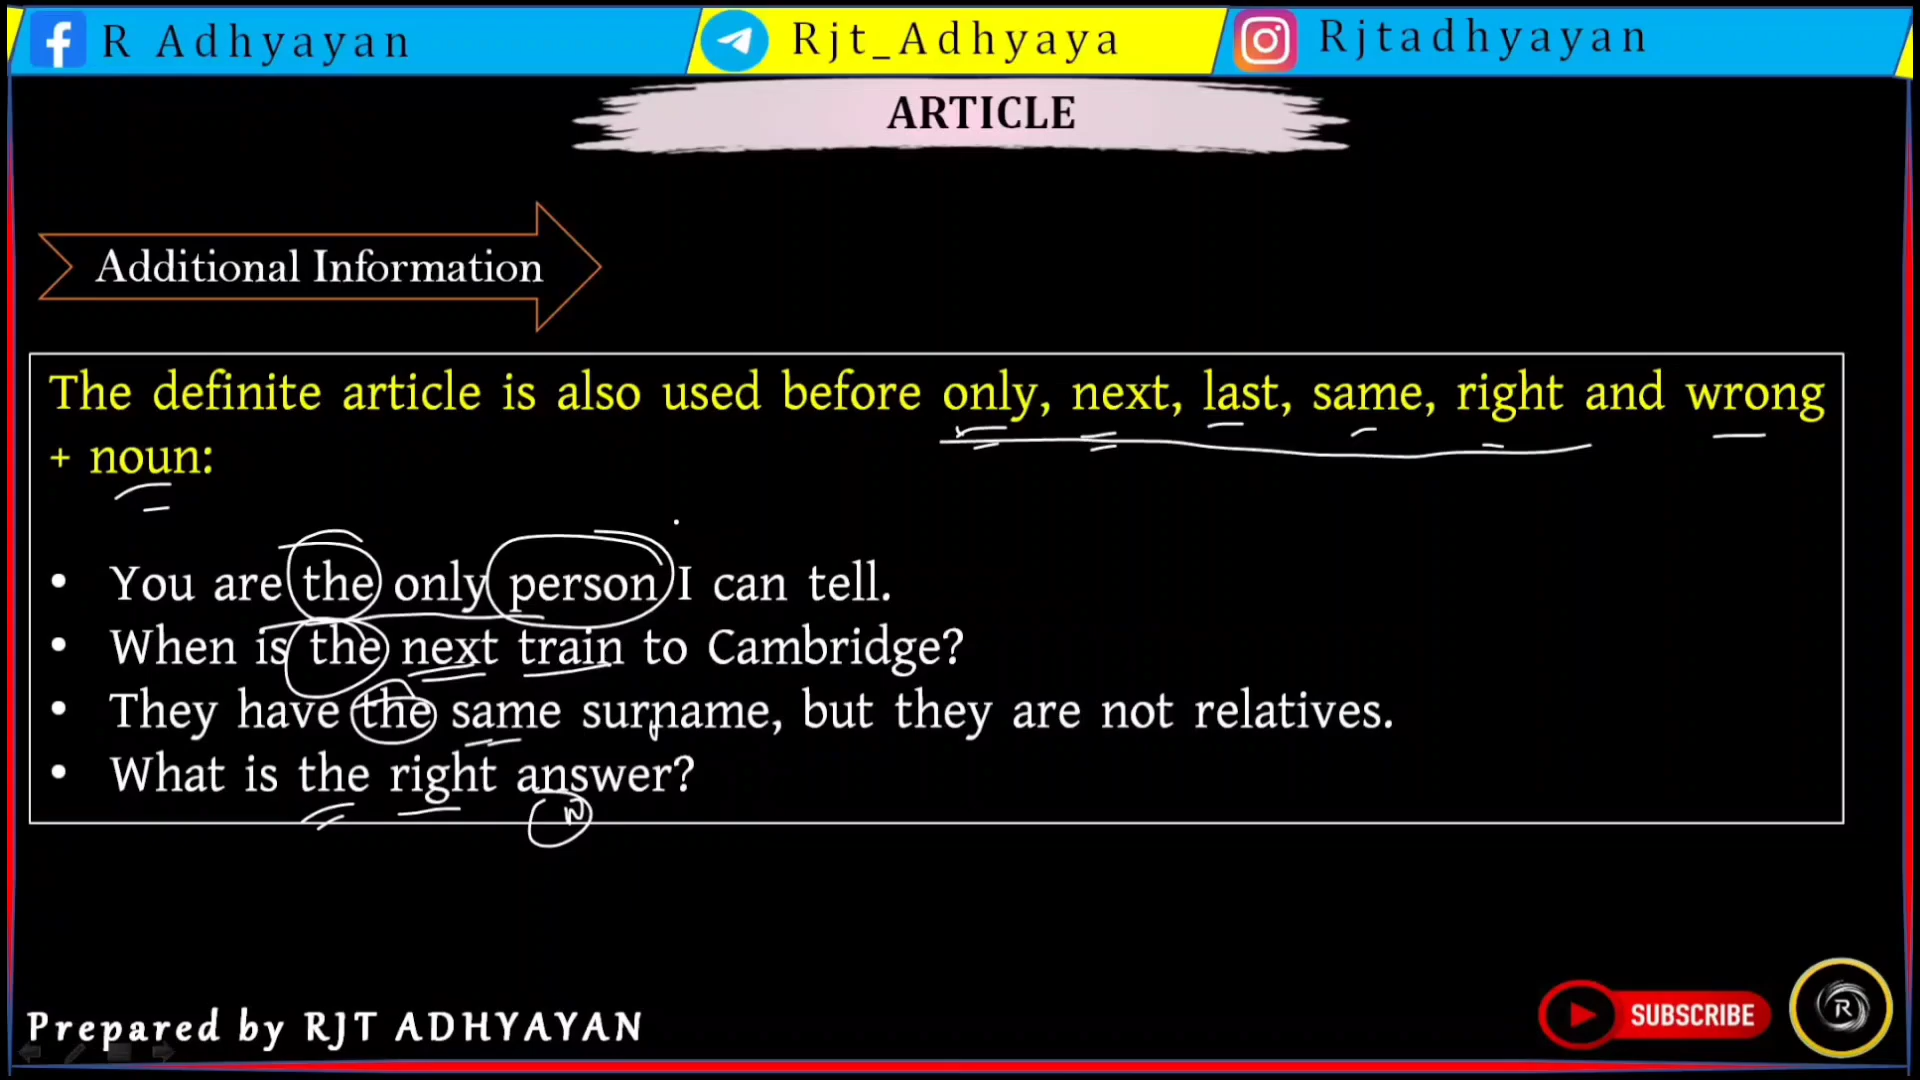 R Adhyayan
Rjt_Adhyaya
Rjtadhyayan
ARTICLE
Additional Information
The definite article is also used before only, next, last, same, right and wrong
+ noun:
• You are the only person I can tell.
• When is the next train to Cambridge?
• They have the same surname, but they are not relatives.
• What is the right answer?
N
Prepared by RJT ADHYAYAN
SUBSCRIBE
R